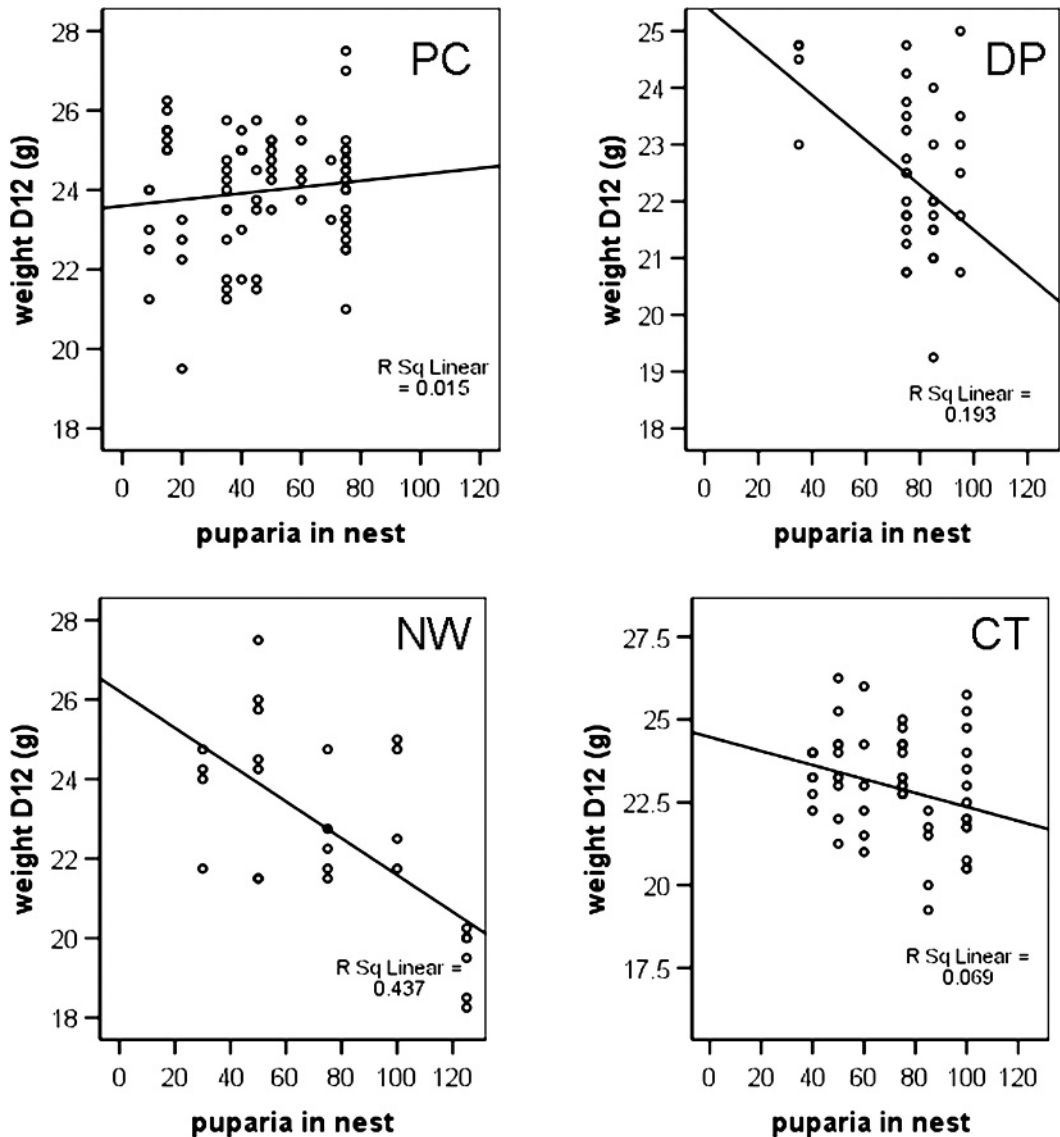 PC
28
26
24
22
20
18
weight D12 (g)
R Sq Linear
= 0.015
0 20 40 60 80 100 120
puparia in nest
DP
25
24
23
22
21
20
19
18
weight D12 (g)
R Sq Linear =
0.193
0 20 40 60 80 100 120
puparia in nest
NW
28
26
24
22
20
18
weight D12 (g)
R Sq Linear =
0.437
0 20 40 60 80 100 120
puparia in nest
CT
27.5
25
22.5
20
17.5
weight D12 (g)
R Sq Linear =
0.069
0 20 40 60 80 100 120
puparia in nest